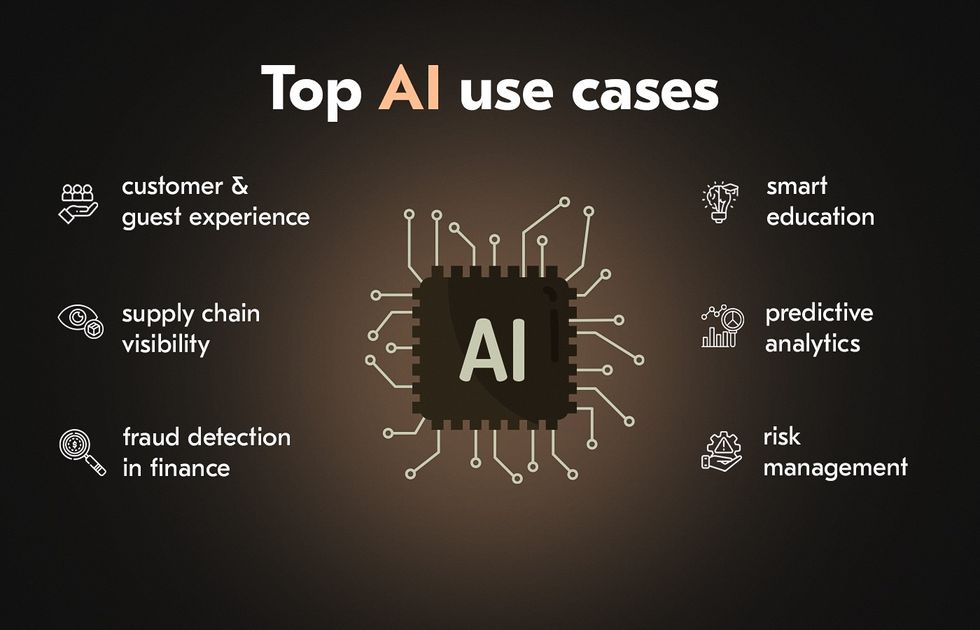 Top AI use cases
customer &
guest experience
supply chain
visibility
fraud detection
in finance
AI
smart
education
predictive
analytics
risk
management